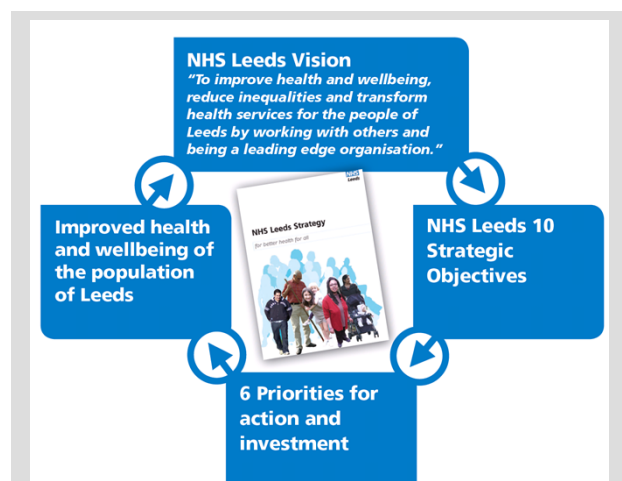 NHS Leeds Vision
“To improve health and wellbeing,
reduce inequalities and transform
health services for the people of
Leeds by working with others and
being a leading edge organisation.”
NHS
Leeds
NHS Leeds Strategy
for better health for all
Improved health
and wellbeing of
the population
of Leeds
NHS Leeds 10
Strategic
Objectives
6 Priorities for
action and
investment